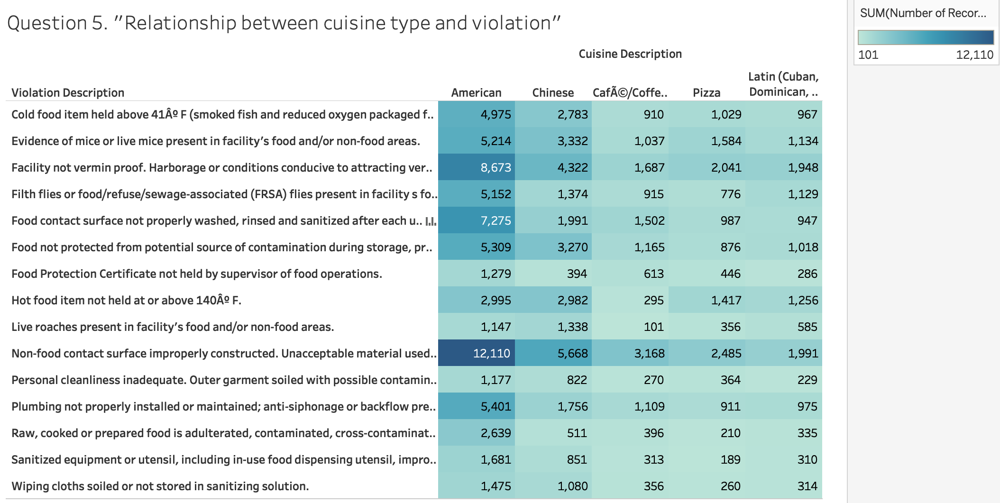 Question 5. "Relationship between cuisine type and violation"
SUM(Number of Recor...
101 12,110
Cuisine Description
Violation Description American Chinese CafÃ©/Coffe.. Pizza Latin (Cuban, Dominican, ..
Cold food item held above 41Âº F (smoked fish and reduced oxygen packaged f.. 4,975 2,783 910 1,029 967
Evidence of mice or live mice present in facility's food and/or non-food areas. 5,214 3,332 1,037 1,584 1,134
Facility not vermin proof. Harborage or conditions conducive to attracting ver.. 8,673 4,322 1,687 2,041 1,948
Filth flies or food/refuse/sewage-associated (FRSA) flies present in facility s fo.. 5,152 1,374 915 776 1,129
Food contact surface not properly washed, rinsed and sanitized after each u.. 7,275 1,991 1,502 987 947
Food not protected from potential source of contamination during storage, pr.. 5,309 3,270 1,165 876 1,018
Food Protection Certificate not held by supervisor of food operations. 1,279 394 613 446 286
Hot food item not held at or above 140Âº F. 2,995 2,982 295 1,417 1,256
Live roaches present in facility's food and/or non-food areas. 1,147 1,338 101 356 585
Non-food contact surface improperly constructed. Unacceptable material used.. 12,110 5,668 3,168 2,485 1,991
Personal cleanliness inadequate. Outer garment soiled with possible contamin.. 1,177 822 270 364 229
Plumbing not properly installed or maintained; anti-siphonage or backflow pre.. 5,401 1,756 1,109 911 975
Raw, cooked or prepared food is adulterated, contaminated, cross-contaminat.. 2,639 511 396 210 335
Sanitized equipment or utensil, including in-use food dispensing utensil, impro.. 1,681 851 313 189 310
Wiping cloths soiled or not stored in sanitizing solution. 1,475 1,080 356 260 314